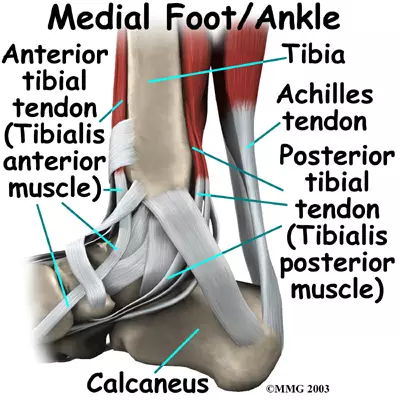 Medial Foot/Ankle
Anterior
tibial
tendon
(Tibialis
anterior
muscle)
Tibia
Achilles
tendon
Posterior
tibial
tendon
(Tibialis
posterior
muscle)
Calcaneus
©MMG 2003